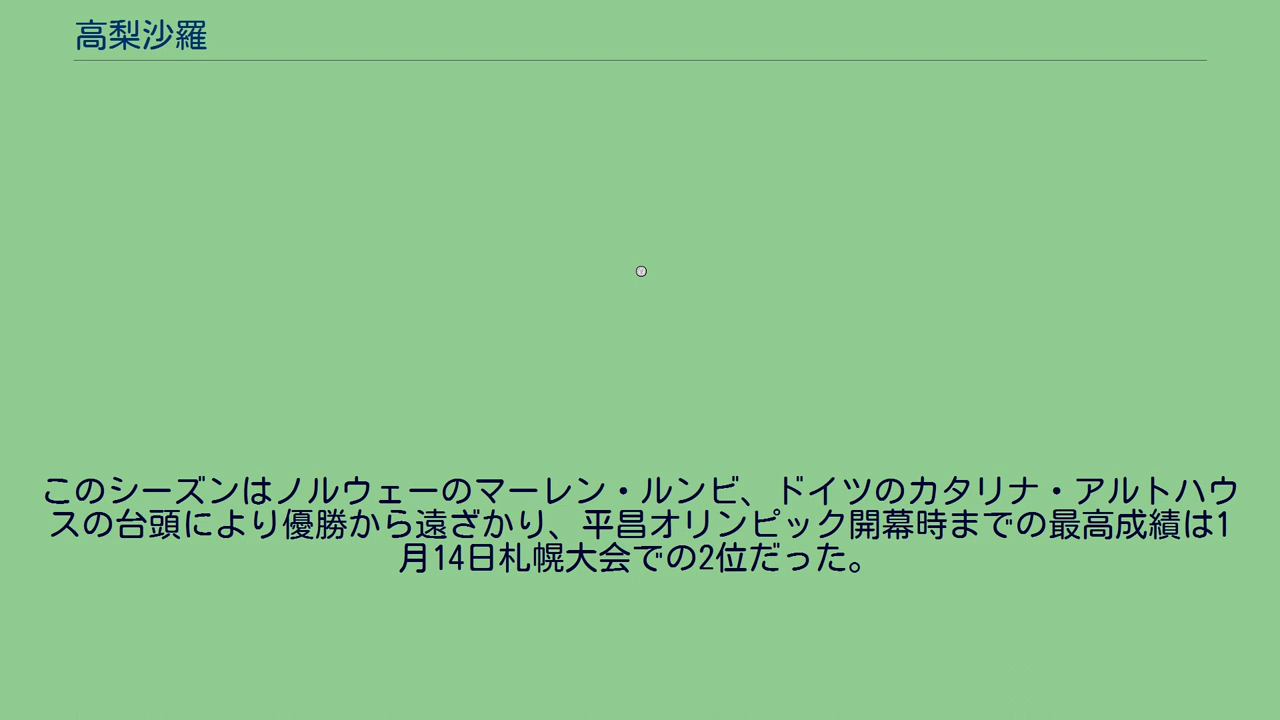 高梨沙羅
このシーズンはノルウェーのマーレン・ルンビ、ドイツのカタリナ・アルトハウ
スの台頭により優勝から遠ざかり、平昌オリンピック開幕時までの最高成績は1
月14日札幌大会での2位だった。